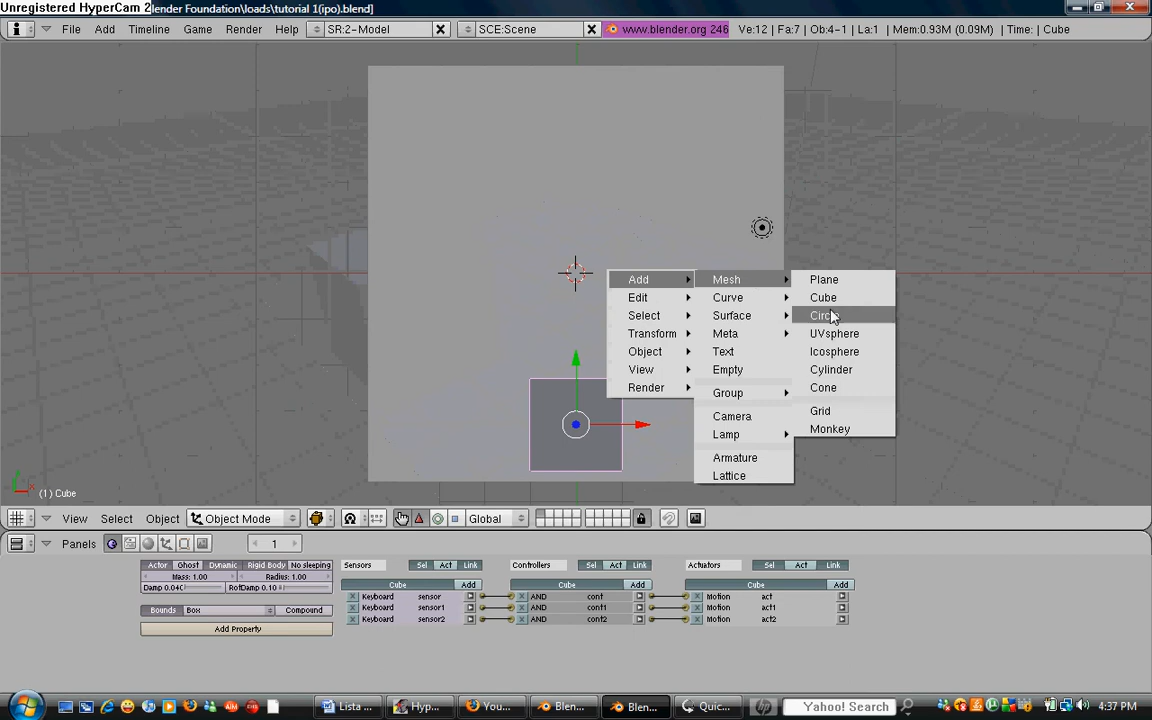 Unregistered HyperCam 2 lender Foundation\loads\tutorial 1(ipo).blend]
File Add Timeline Game Render Help SR:2-Model SCE:Scene www.blender.org 246 Ve:12 | Fa:7 | Ob:4-1 | La:1 | Mem:0.93M (0.09M) | Time: | Cube
Add Mesh Plane
Edit Curve Cube
Select Surface Circ
Transform Meta UVsphere
Object Text Icosphere
View Empty Cylinder
Render Group Cone
Camera Grid
Lamp Monkey
Armature
Lattice
(1) Cube
View Select Object Object Mode Global
Panels 1
Actor Ghost Dynamic Rigid Body No sleeping Sensors Sel Act Link Controllers Sel Act Link Actuators Sel Act Link
Mass: 1.00 Radius: 1.00 Cube Add Cube Add Cube Add
Damp 0.040 RotDamp 0.10 Keyboard sensor AND cont Motion act
Keyboard sensor1 AND cont1 Motion act1
Bounds Box Compound Keyboard sensor2 AND cont2 Motion act2
Add Property
Lista ... Hyp... You... Blen... Blen... Quic... Yahoo! Search 4:37 PM